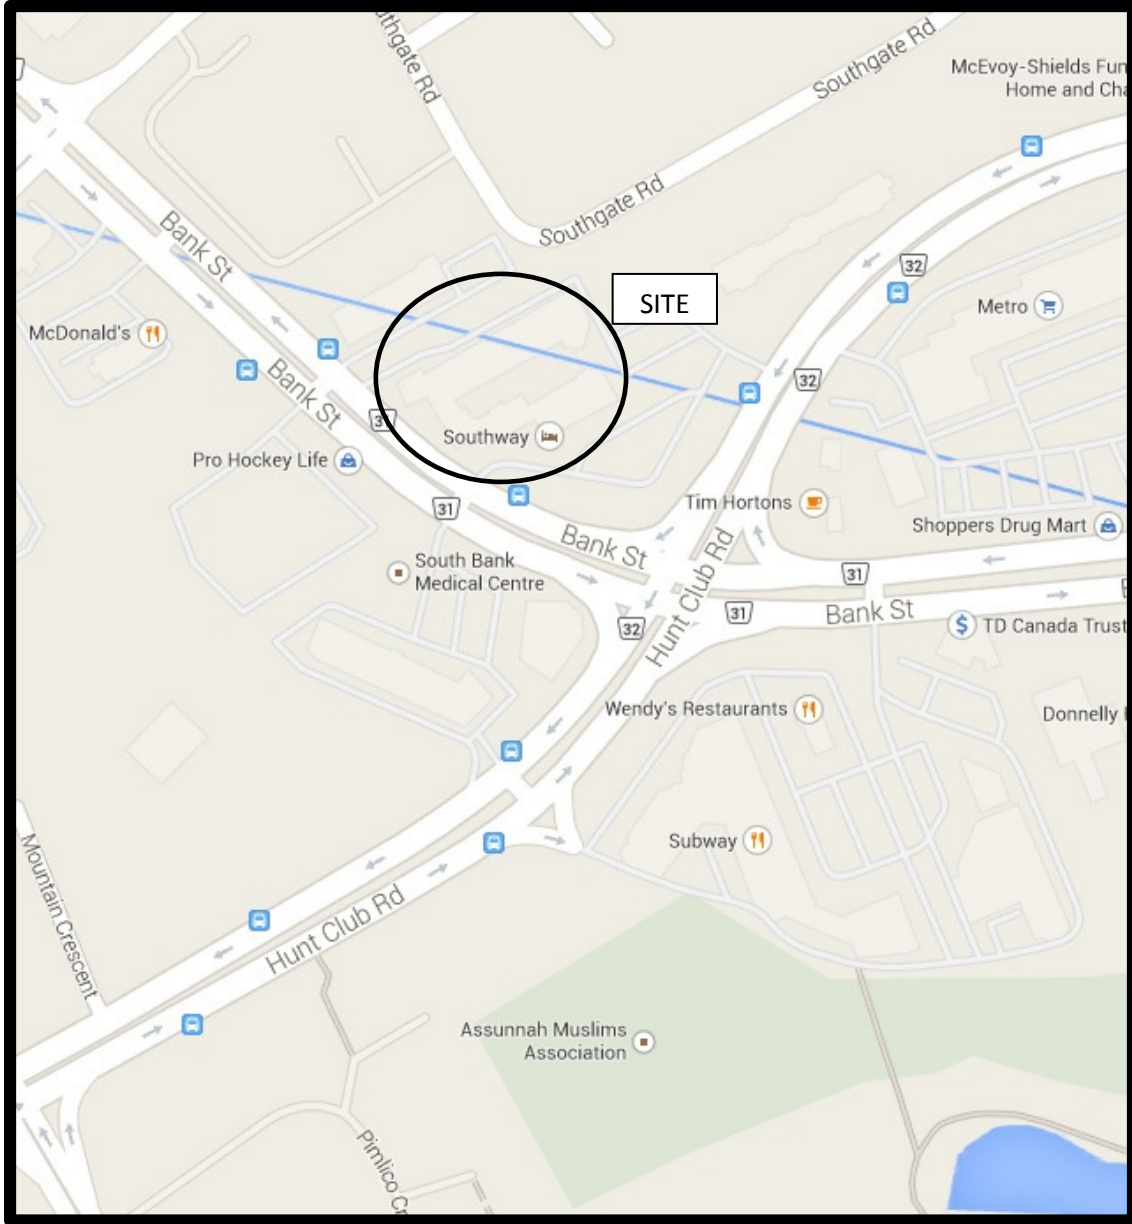 uthgate Rd
Southgate Rd
McEvoy-Shields Fun
Home and Cha
Southgate Rd
Bank St
32
SITE
Metro
McDonald's
Bank St
32
31
Southway
Pro Hockey Life
31
Tim Hortons
Bank St
Shoppers Drug Mart
South Bank
Medical Centre
31
31
Bank St
32
Hunt Club Rd
TD Canada Trust
Wendy's Restaurants
Donnelly
Subway
Mountain Crescent
Hunt Club Rd
Assunnah Muslims
Association
Pimlico Cr